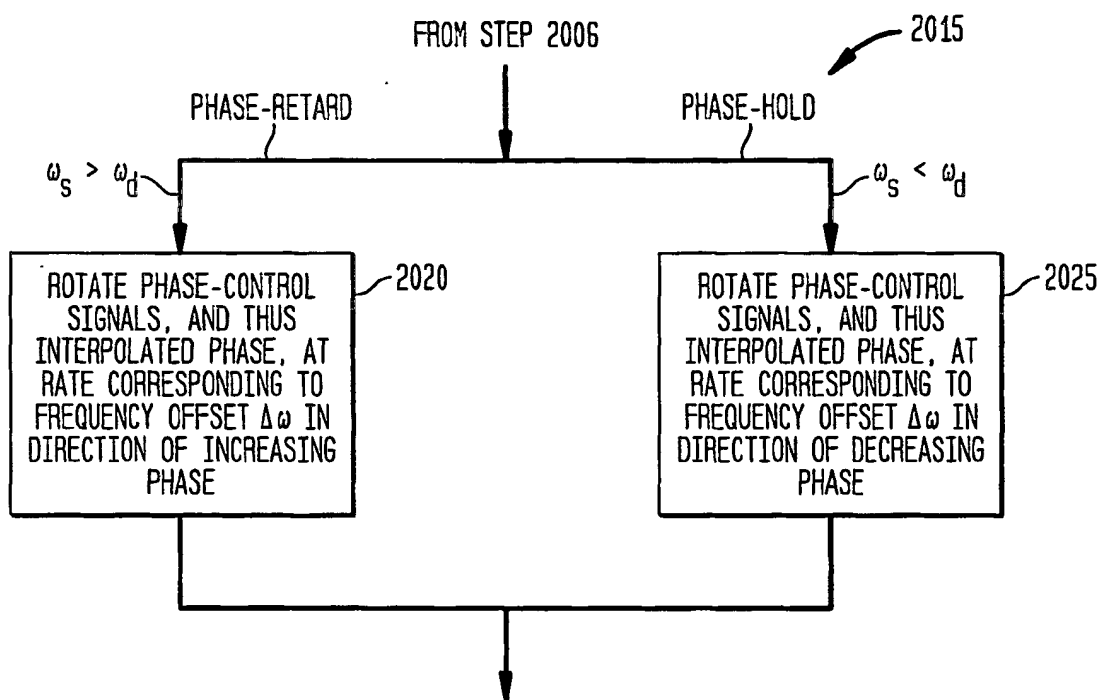 FROM STEP 2006
2015
PHASE-RETARD
PHASE-HOLD
ωs > ωd
ωs < ωd
ROTATE PHASE-CONTROL
SIGNALS, AND THUS
INTERPOLATED PHASE, AT
RATE CORRESPONDING TO
FREQUENCY OFFSET Δω IN
DIRECTION OF INCREASING
PHASE
2020
ROTATE PHASE-CONTROL
SIGNALS, AND THUS
INTERPOLATED PHASE, AT
RATE CORRESPONDING TO
FREQUENCY OFFSET Δω IN
DIRECTION OF DECREASING
PHASE
2025